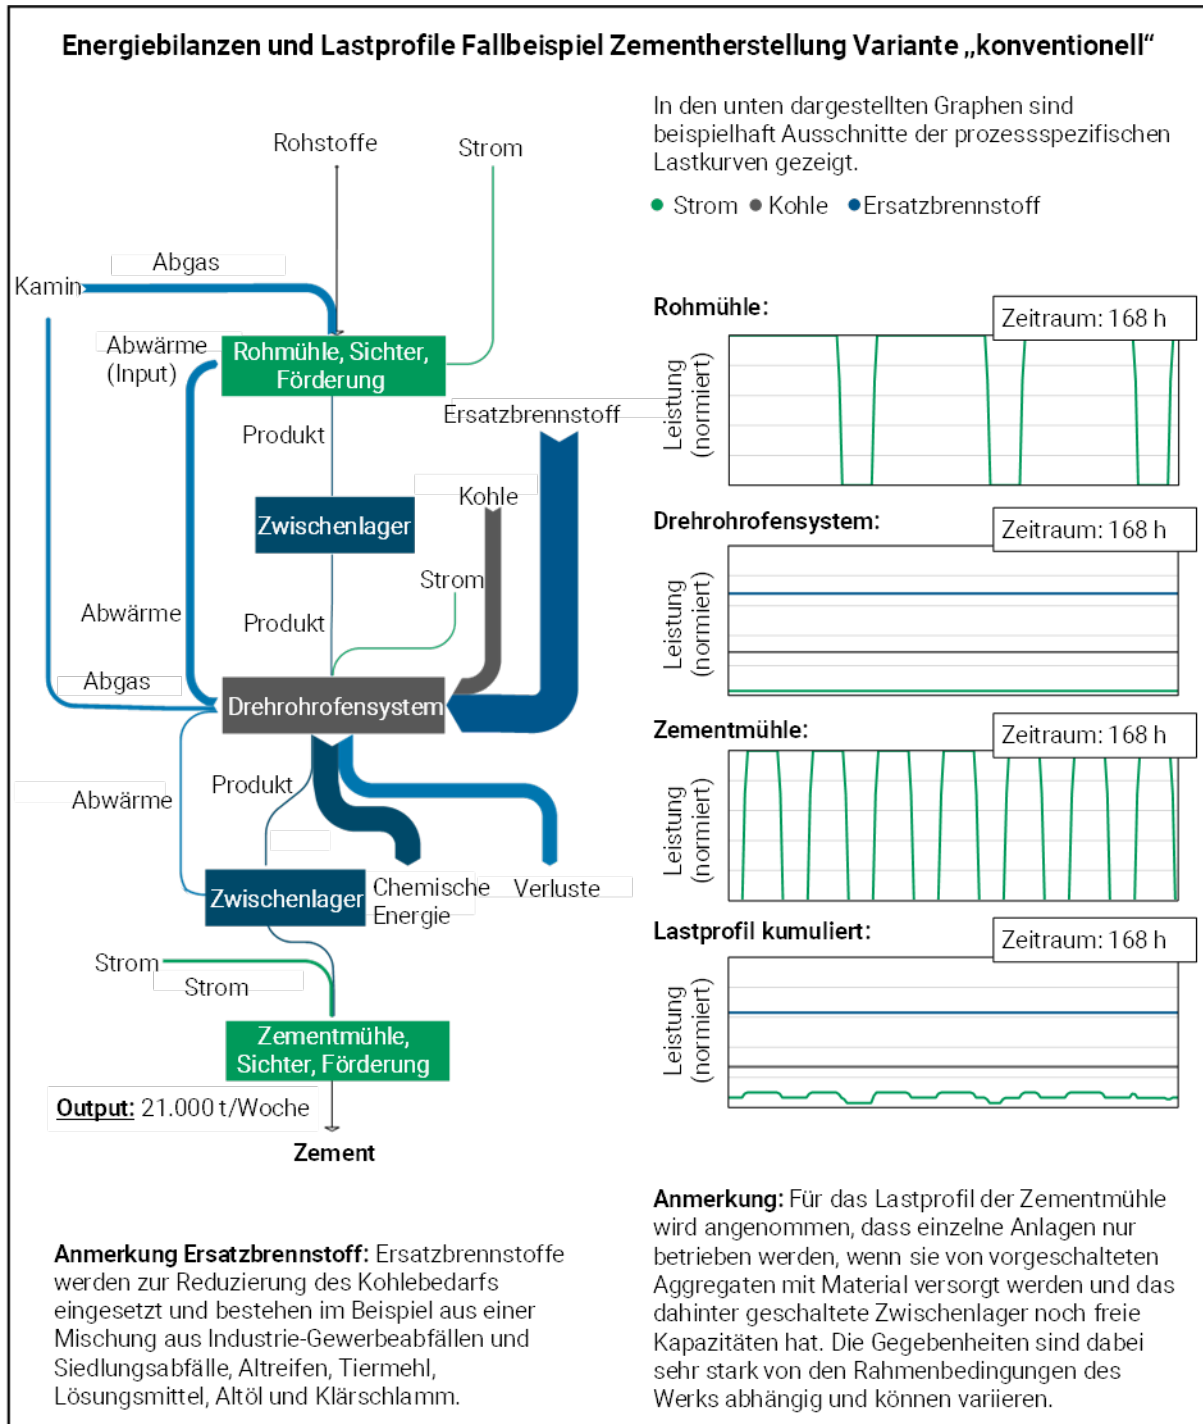 Energiebilanzen und Lastprofile Fallbeispiel Zementherstellung Variante „konventionell“
Rohstoffe
Strom
Abgas
Kamin
Abwärme
(Input)
Rohmühle, Sichter,
Förderung
Ersatzbrennstoff
Produkt
Kohle
Zwischenlager
Strom
Abwärme
Produkt
Abgas
Drehrohrofensystem
Produkt
Abwärme
Zwischenlager
Chemische
Energie
Verluste
Strom
Strom
Zementmühle,
Sichter, Förderung
Output: 21.000 t/Woche
Zement
Anmerkung Ersatzbrennstoff: Ersatzbrennstoffe
werden zur Reduzierung des Kohlebedarfs
eingesetzt und bestehen im Beispiel aus einer
Mischung aus Industrie-Gewerbeabfällen und
Siedlungsabfälle, Altreifen, Tiermehl,
Lösungsmittel, Altöl und Klärschlamm.
In den unten dargestellten Graphen sind
beispielhaft Ausschnitte der prozessspezifischen
Lastkurven gezeigt.
Strom Kohle Ersatzbrennstoff
Rohmühle:
Zeitraum: 168 h
Leistung
(normiert)
Drehrohrofensystem:
Zeitraum: 168 h
Leistung
(normiert)
Zementmühle:
Zeitraum: 168 h
Leistung
(normiert)
Lastprofil kumuliert:
Zeitraum: 168 h
Leistung
(normiert)
Anmerkung: Für das Lastprofil der Zementmühle
wird angenommen, dass einzelne Anlagen nur
betrieben werden, wenn sie von vorgeschalteten
Aggregaten mit Material versorgt werden und das
dahinter geschaltete Zwischenlager noch freie
Kapazitäten hat. Die Gegebenheiten sind dabei
sehr stark von den Rahmenbedingungen des
Werks abhängig und können variieren.